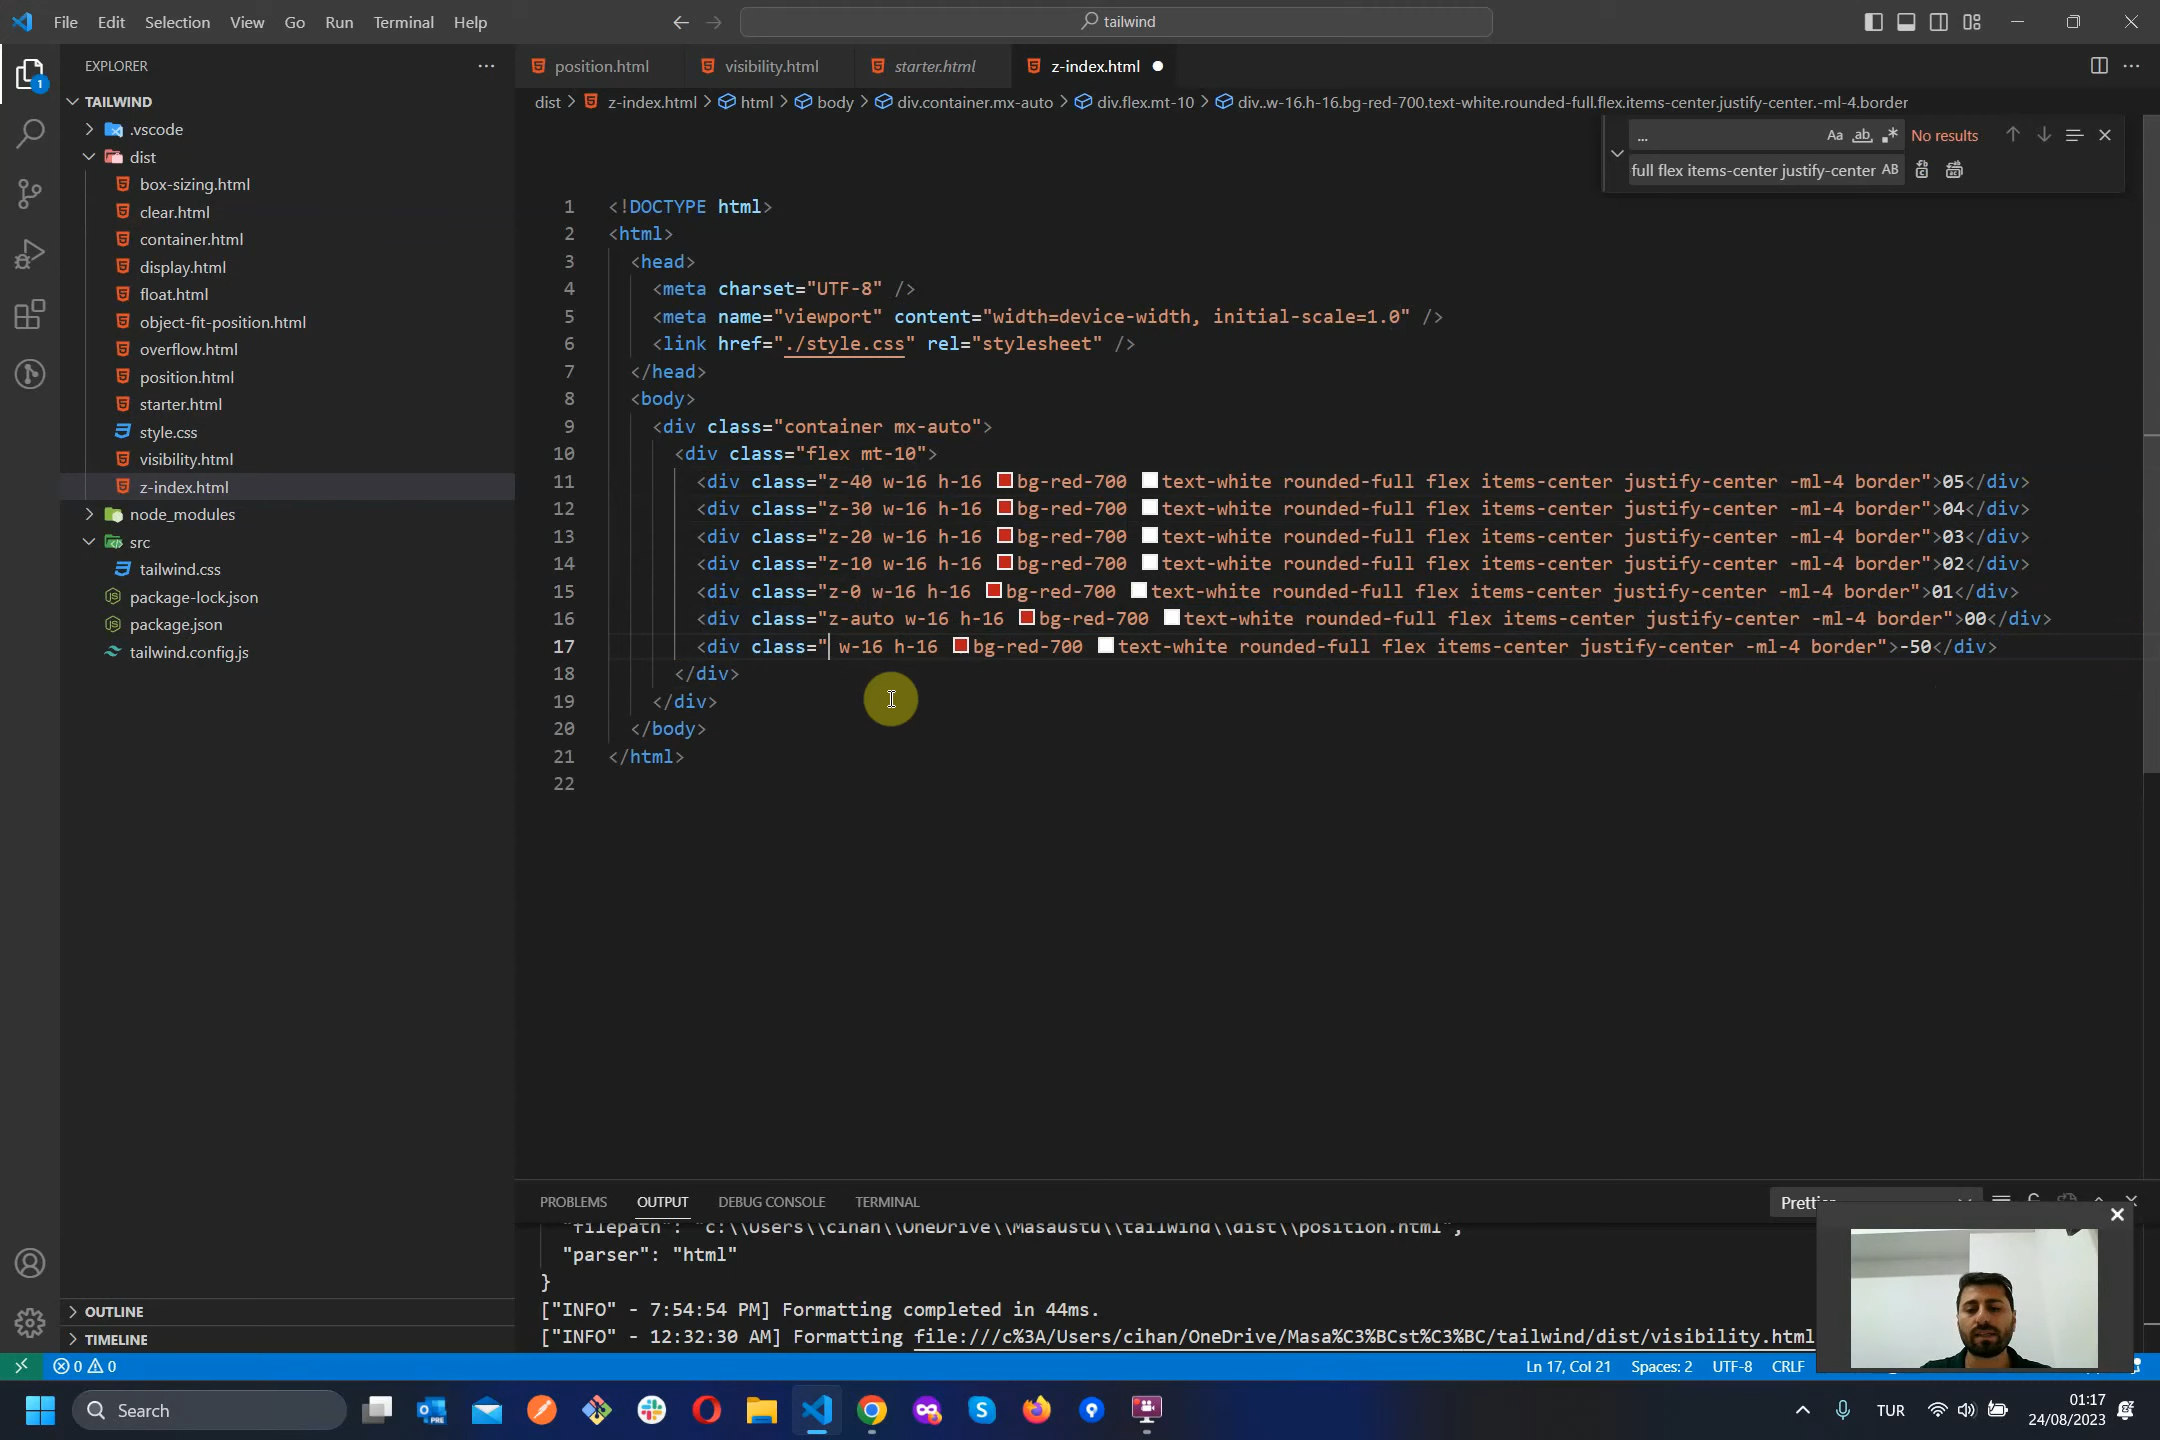 File Edit Selection View Go Run Terminal Help
tailwind
EXPLORER
position.html
visibility.html
starter.html
z-index.html
TAILWIND
.vscode
dist
box-sizing.html
clear.html
container.html
display.html
float.html
object-fit-position.html
overflow.html
position.html
starter.html
style.css
visibility.html
z-index.html
node_modules
src
tailwind.css
package-lock.json
package.json
tailwind.config.js
OUTLINE
TIMELINE
1
dist > z-index.html > html > body > div.container.mx-auto > div.flex.mt-10 > div..w-16.h-16.bg-red-700.text-white.rounded-full.flex.items-center.justify-center.-ml-4.border
... Aa ab No results
full flex items-center justify-center AB
1 <!DOCTYPE html>
2 <html>
3 <head>
4 <meta charset="UTF-8" />
5 <meta name="viewport" content="width=device-width, initial-scale=1.0" />
6 <link href="./style.css" rel="stylesheet" />
7 </head>
8 <body>
9 <div class="container mx-auto">
10 <div class="flex mt-10">
11 <div class="z-40 w-16 h-16 bg-red-700 text-white rounded-full flex items-center justify-center -ml-4 border">05</div>
12 <div class="z-30 w-16 h-16 bg-red-700 text-white rounded-full flex items-center justify-center -ml-4 border">04</div>
13 <div class="z-20 w-16 h-16 bg-red-700 text-white rounded-full flex items-center justify-center -ml-4 border">03</div>
14 <div class="z-10 w-16 h-16 bg-red-700 text-white rounded-full flex items-center justify-center -ml-4 border">02</div>
15 <div class="z-0 w-16 h-16 bg-red-700 text-white rounded-full flex items-center justify-center -ml-4 border">01</div>
16 <div class="z-auto w-16 h-16 bg-red-700 text-white rounded-full flex items-center justify-center -ml-4 border">00</div>
17 <div class=" w-16 h-16 bg-red-700 text-white rounded-full flex items-center justify-center -ml-4 border">-50</div>
18 </div>
19 </div>
20 </body>
21 </html>
22
PROBLEMS OUTPUT DEBUG CONSOLE TERMINAL
"filepath": "c:\\Users\\cihan\\OneDrive\\Masaüstü\\tailwind\\dist\\position.html",
"parser": "html"
}
["INFO" - 7:54:54 PM] Formatting completed in 44ms.
["INFO" - 12:32:30 AM] Formatting file:///c%3A/Users/cihan/OneDrive/Masa%C3%BCst%C3%BC/tailwind/dist/visibility.html
0 0
Ln 17, Col 21 Spaces: 2 UTF-8 CRLF
Search
TUR
01:17
24/08/2023